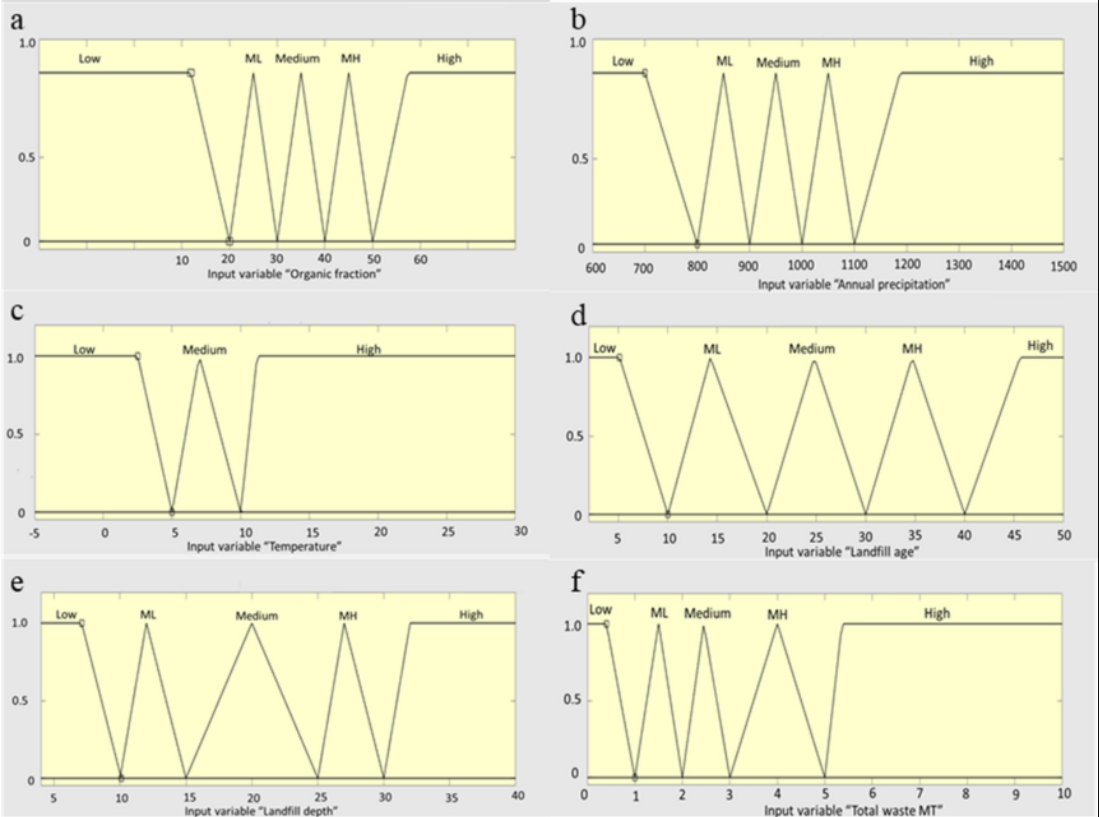 a
1.0
Low ML Medium MH High
0.5
0
10 20 30 40 50 60
Input variable “Organic fraction”
b
1.0
Low ML Medium MH High
0.5
0
600 700 800 900 1000 1100 1200 1300 1400 1500
Input variable “Annual precipitation”
c
Low Medium High
1.0
0.5
0
-5 0 5 10 15 20 25 30
Input variable “Temperature”
d
Low ML Medium MH High
1.0
0.5
0
5 10 15 20 25 30 35 40 45 50
Input variable “Landfill age”
e
Low ML Medium MH High
1.0
0.5
0
5 10 15 20 25 30 35 40
Input variable “Landfill depth”
f
Low ML Medium MH High
1.0
0.5
0
0 1 2 3 4 5 6 7 8 9 10
Input variable “Total waste MT”